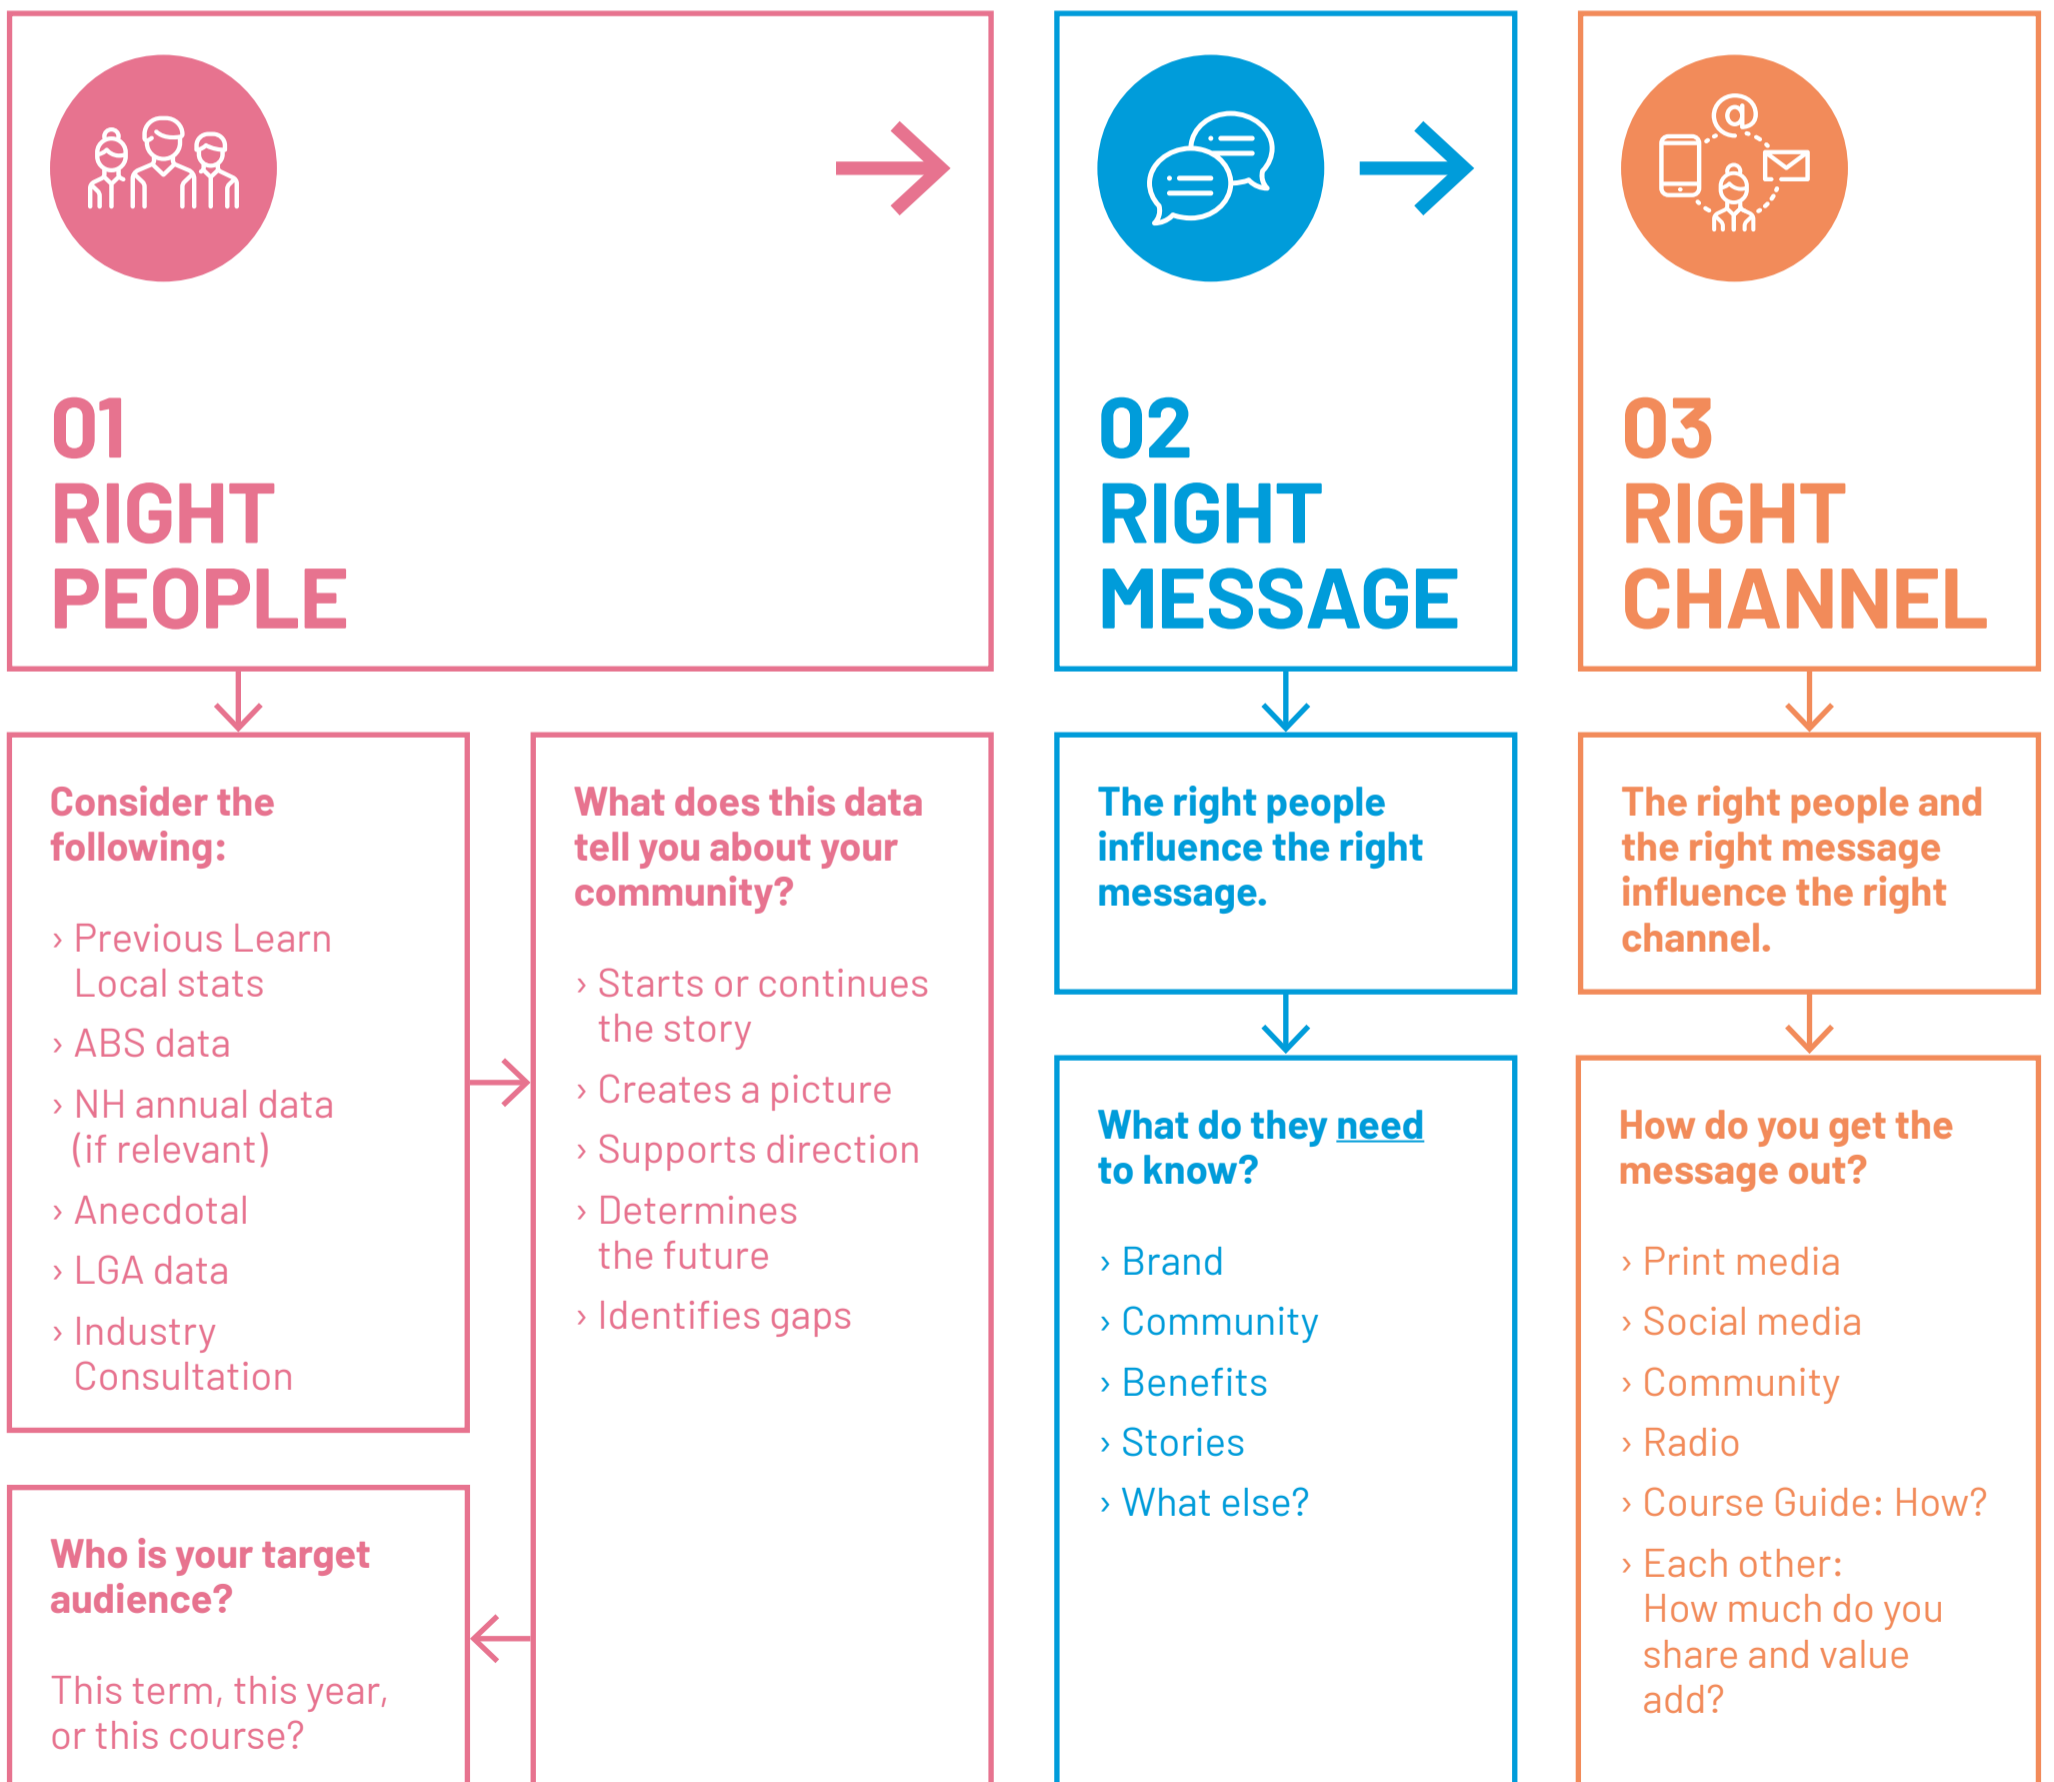 01
RIGHT
PEOPLE
Consider the
following:
› Previous Learn
Local stats
› ABS data
› NH annual data
(if relevant)
› Anecdotal
› LGA data
› Industry
Consultation
What does this data
tell you about your
community?
› Starts or continues
the story
› Creates a picture
› Supports direction
› Determines
the future
› Identifies gaps
Who is your target
audience?
This term, this year,
or this course?
02
RIGHT
MESSAGE
The right people
influence the right
message.
What do they need
to know?
› Brand
› Community
› Benefits
› Stories
› What else?
@
03
RIGHT
CHANNEL
The right people and
the right message
influence the right
channel.
How do you get the
message out?
› Print media
› Social media
› Community
› Radio
› Course Guide: How?
› Each other:
How much do you
share and value
add?